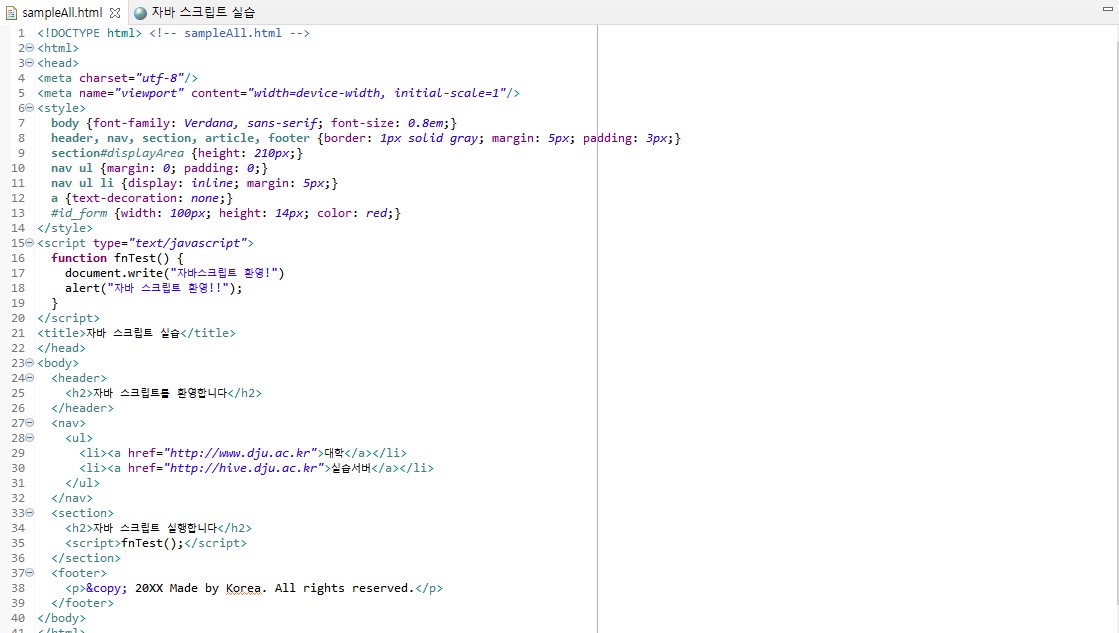 sampleAll.html 자바 스크립트 실습
1 <!DOCTYPE html> <!-- sampleAll.html -->
2 <html>
3 <head>
4 <meta charset="utf-8"/>
5 <meta name="viewport" content="width=device-width, initial-scale=1"/>
6 <style>
7 body {font-family: Verdana, sans-serif; font-size: 0.8em;}
8 header, nav, section, article, footer {border: 1px solid gray; margin: 5px; padding: 3px;}
9 section#displayArea {height: 210px;}
10 nav ul {margin: 0; padding: 0;}
11 nav ul li {display: inline; margin: 5px;}
12 a {text-decoration: none;}
13 #id_form {width: 100px; height: 14px; color: red;}
14 </style>
15 <script type="text/javascript">
16 function fnTest() {
17 document.write("자바스크립트 환영!")
18 alert("자바 스크립트 환영!!");
19 }
20 </script>
21 <title>자바 스크립트 실습</title>
22 </head>
23 <body>
24 <header>
25 <h2>자바 스크립트를 환영합니다</h2>
26 </header>
27 <nav>
28 <ul>
29 <li><a href="http://www.dju.ac.kr">대학</a></li>
30 <li><a href="http://hive.dju.ac.kr">실습서버</a></li>
31 </ul>
32 </nav>
33 <section>
34 <h2>자바 스크립트 실행합니다</h2>
35 <script>fnTest();</script>
36 </section>
37 <footer>
38 <p>&copy; 20XX Made by Korea. All rights reserved.</p>
39 </footer>
40 </body>
41 </html>